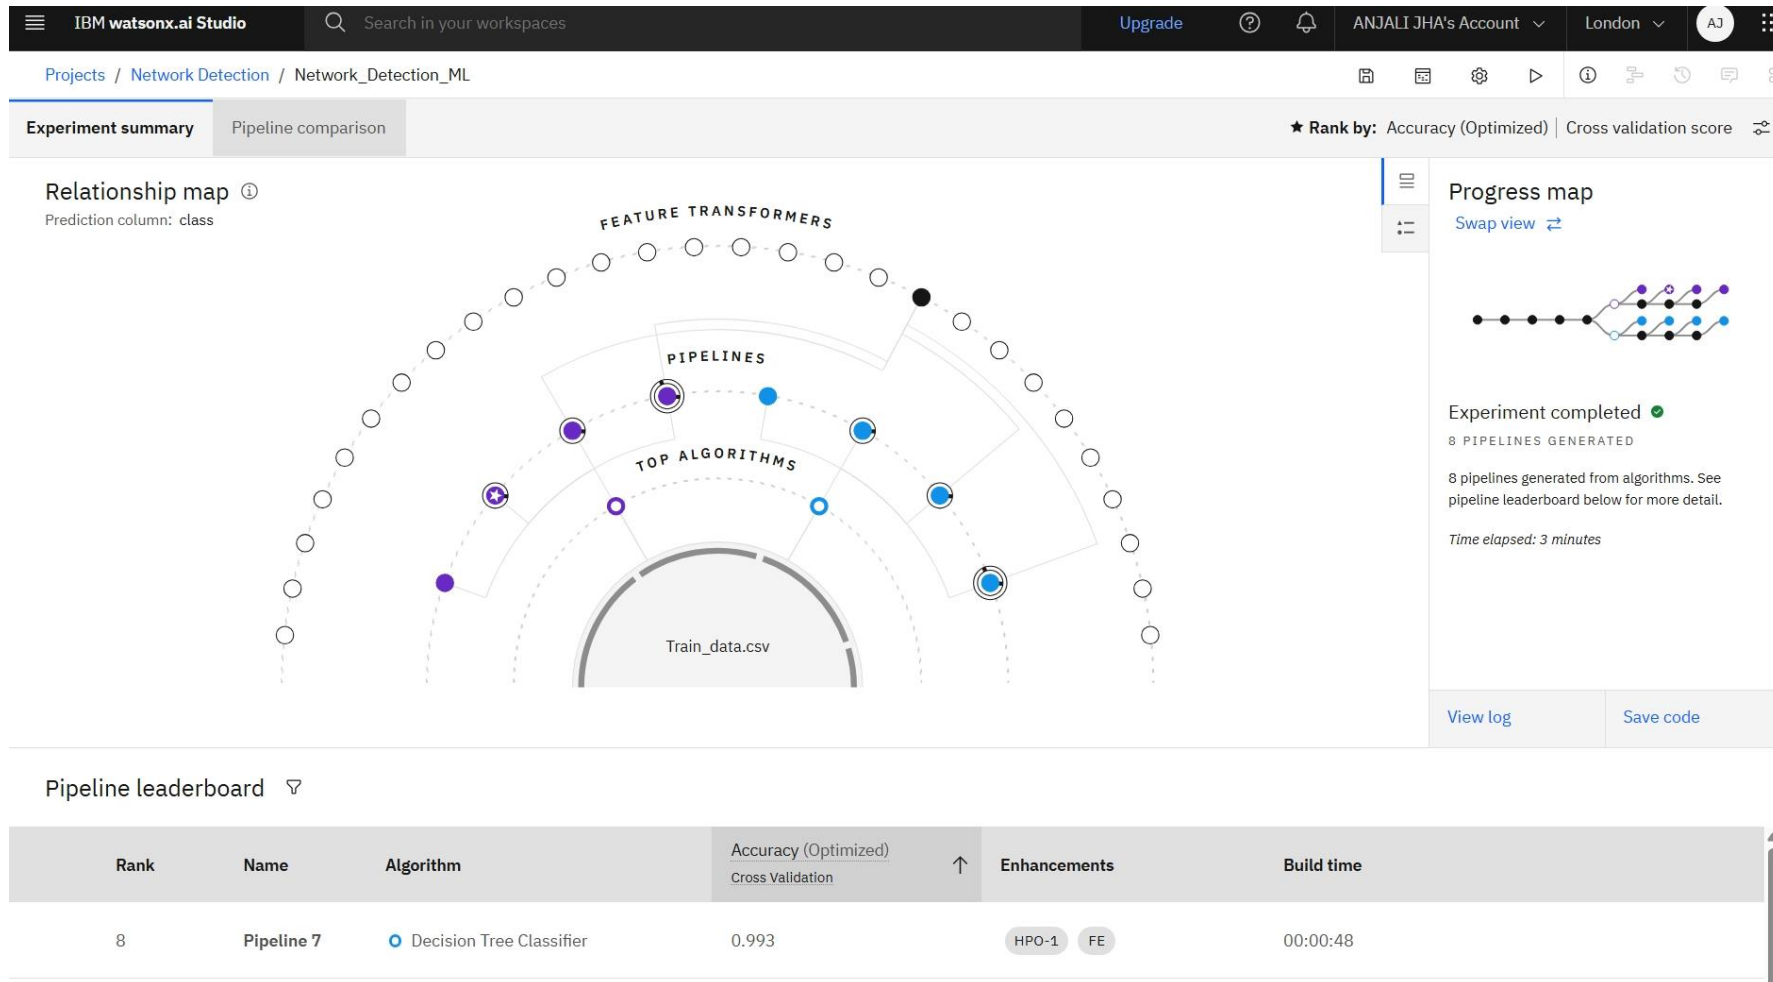 IBM watsonx.ai Studio
Search in your workspaces
Upgrade
ANJALI JHA's Account
London
AJ
Projects / Network Detection / Network_Detection_ML
Experiment summary
Pipeline comparison
★ Rank by: Accuracy (Optimized) | Cross validation score
Relationship map
Prediction column: class
FEATURE TRANSFORMERS
PIPELINES
TOP ALGORITHMS
Train_data.csv
Progress map
Swap view
Experiment completed
8 PIPELINES GENERATED
8 pipelines generated from algorithms. See
pipeline leaderboard below for more detail.
Time elapsed: 3 minutes
View log
Save code
Pipeline leaderboard
Rank Name Algorithm Accuracy (Optimized) Enhancements Build time
Cross Validation
8 Pipeline 7 Decision Tree Classifier 0.993 HPO-1 FE 00:00:48